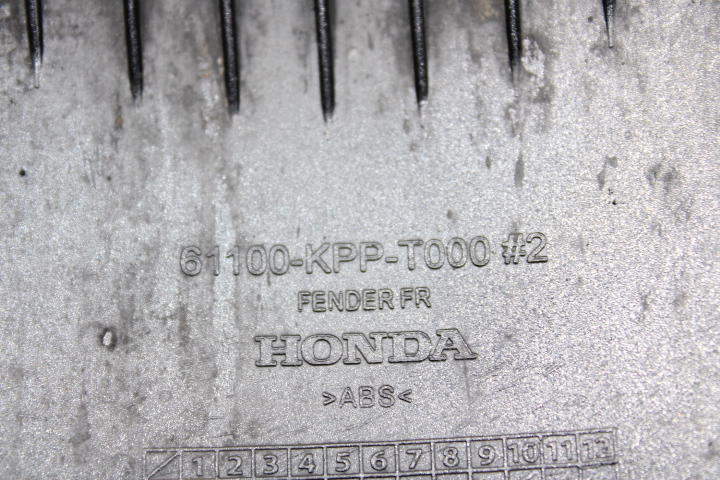 61100-KPP-T000 #2
FENDER FR
HONDA
>ABS<
1 2 3 4 5 6 7 8 9 10 11 12